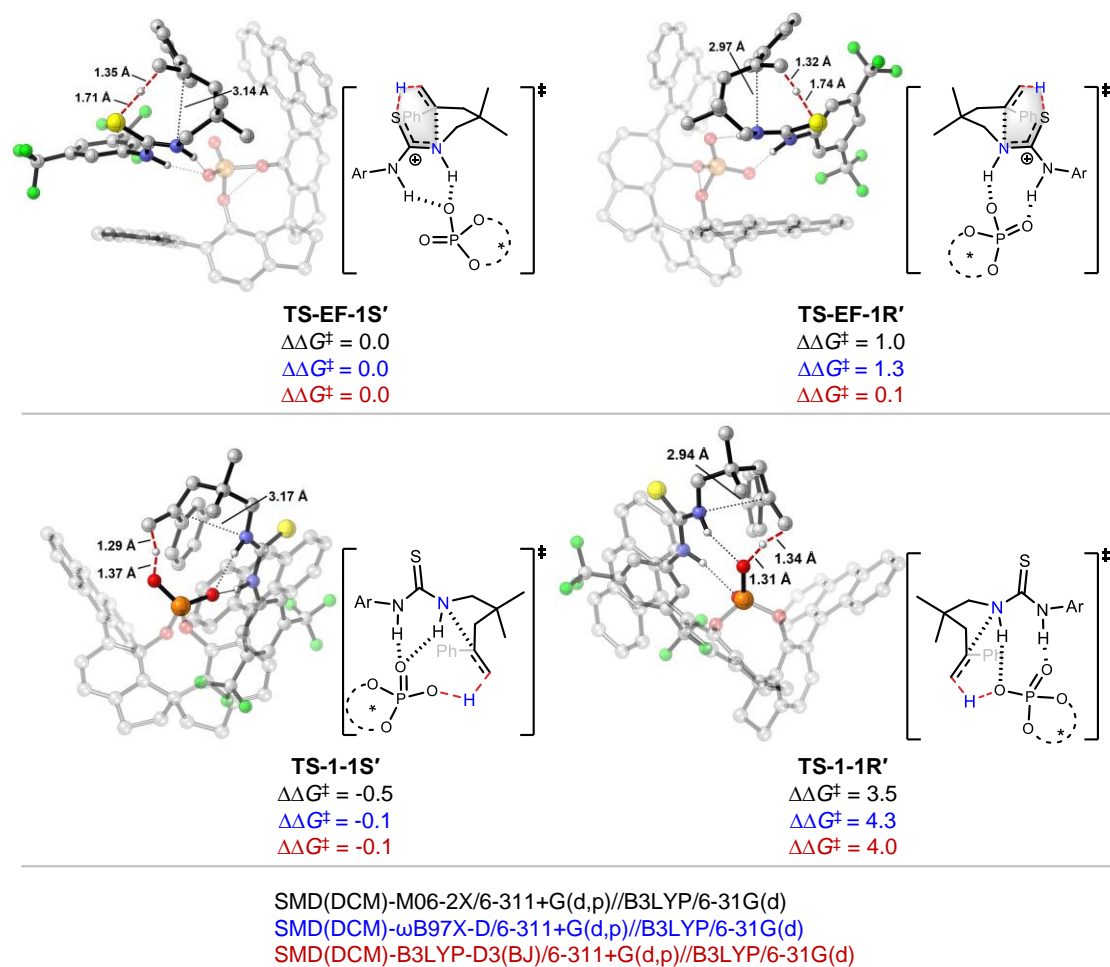 1.35 Å
1.71 Å
3.14 Å
H
Ph
S
N
⊕
Ar
N
H
H
O
O
O=P
O
*
‡
2.97 Å
1.32 Å
1.74 Å
H
Ph
S
N
⊕
N
Ar
H
H
O
O
P
O
O
*
‡
TS-EF-1S′
ΔΔG‡ = 0.0
ΔΔG‡ = 0.0
ΔΔG‡ = 0.0
TS-EF-1R′
ΔΔG‡ = 1.0
ΔΔG‡ = 1.3
ΔΔG‡ = 0.1
3.17 Å
1.29 Å
1.37 Å
S
Ar
N
N
H
H
Ph
O
O
P
O
O
H
*
‡
2.94 Å
1.34 Å
1.31 Å
S
N
N
Ar
Ph
H
H
O
H
O
P
O
O
*
‡
TS-1-1S′
ΔΔG‡ = -0.5
ΔΔG‡ = -0.1
ΔΔG‡ = -0.1
TS-1-1R′
ΔΔG‡ = 3.5
ΔΔG‡ = 4.3
ΔΔG‡ = 4.0
SMD(DCM)-M06-2X/6-311+G(d,p)//B3LYP/6-31G(d)
SMD(DCM)-ωB97X-D/6-311+G(d,p)//B3LYP/6-31G(d)
SMD(DCM)-B3LYP-D3(BJ)/6-311+G(d,p)//B3LYP/6-31G(d)